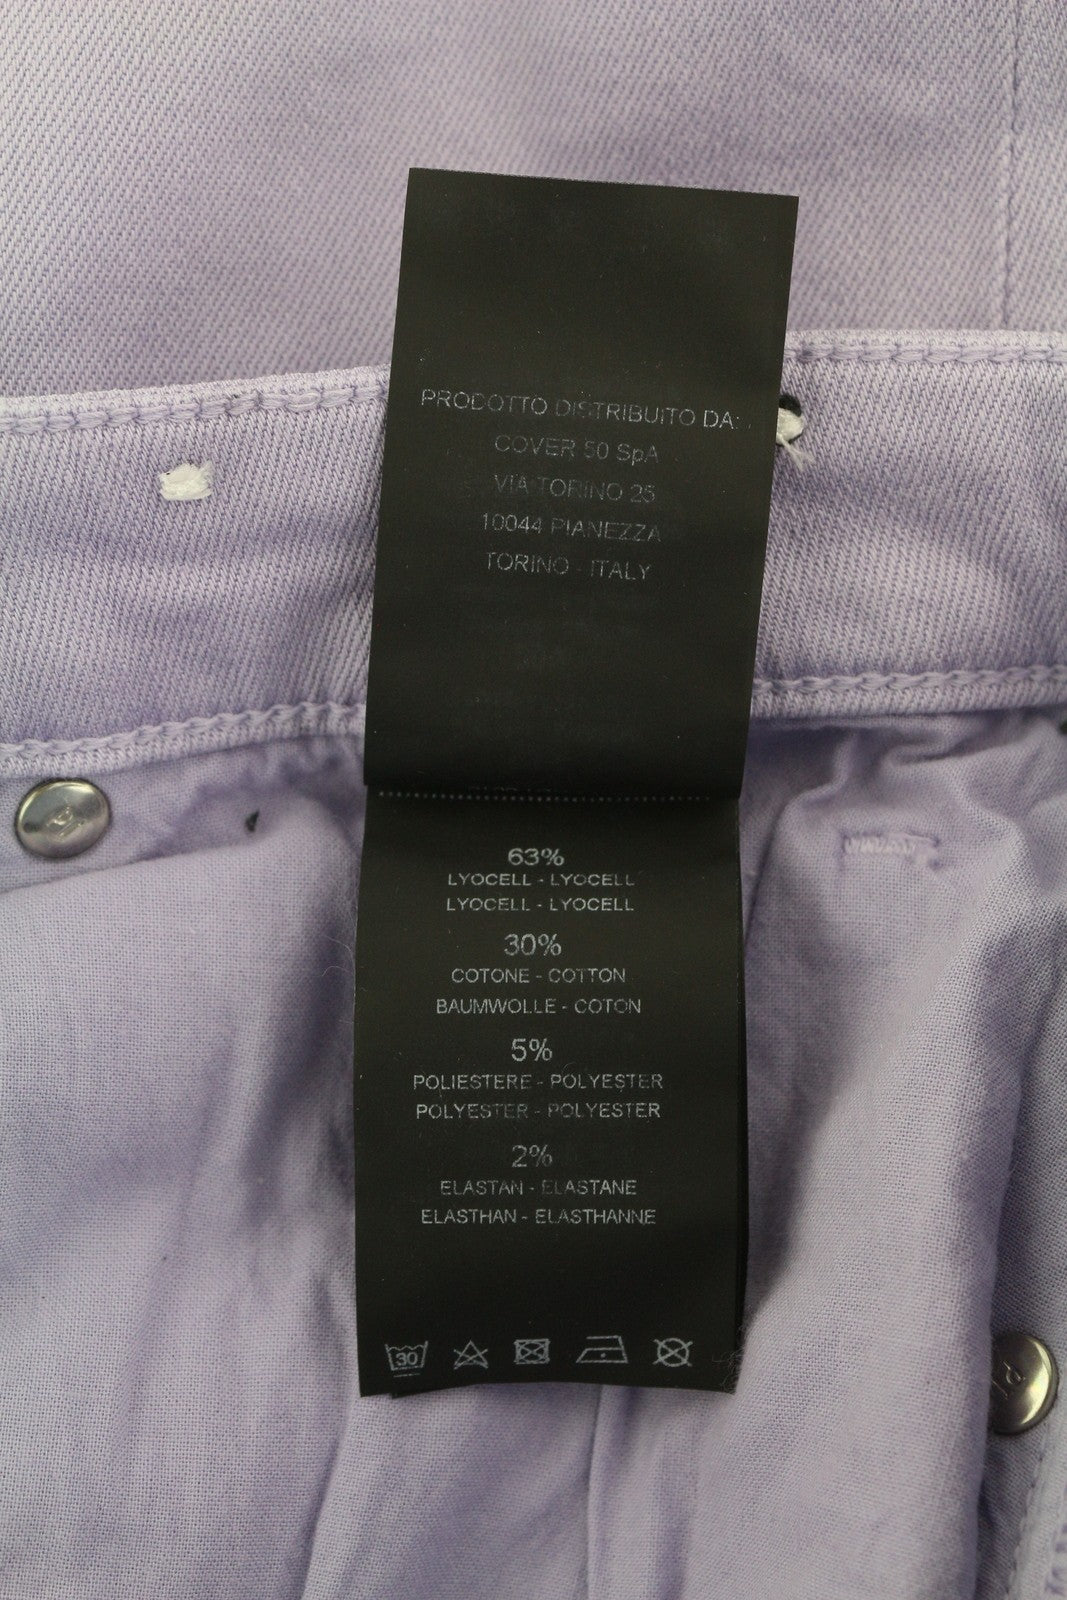 PRODOTTO DISTRIBUITO DA:
COVER 50 SpA
VIA TORINO 25
10044 PIANEZZA
TORINO - ITALY
63%
LYOCELL - LYOCELL
LYOCELL - LYOCELL
30%
COTONE - COTTON
BAUMWOLLE - COTON
5%
POLIESTERE - POLYESTER
POLYESTER - POLYESTER
2%
ELASTAN - ELASTANE
ELASTHAN - ELASTHANNE
30